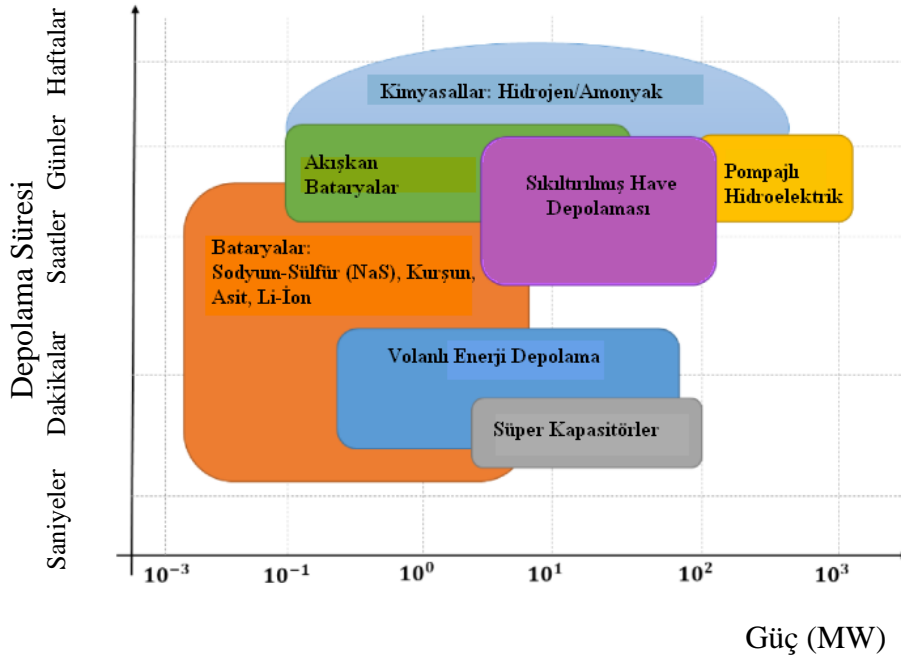 Depolama Süresi
Haftalar
Günler
Saatler
Dakikalar
Saniyeler
Kimyasallar: Hidrojen/Amonyak
Akışkan
Bataryalar
Sıkıltırılmış Have
Depolaması
Pompajlı
Hidroelektrik
Bataryalar:
Sodyum-Sülfür (NaS), Kurşun,
Asit, Li-İon
Volanlı Enerji Depolama
Süper Kapasitörler
10⁻³ 10⁻¹ 10⁰ 10¹ 10² 10³
Güç (MW)